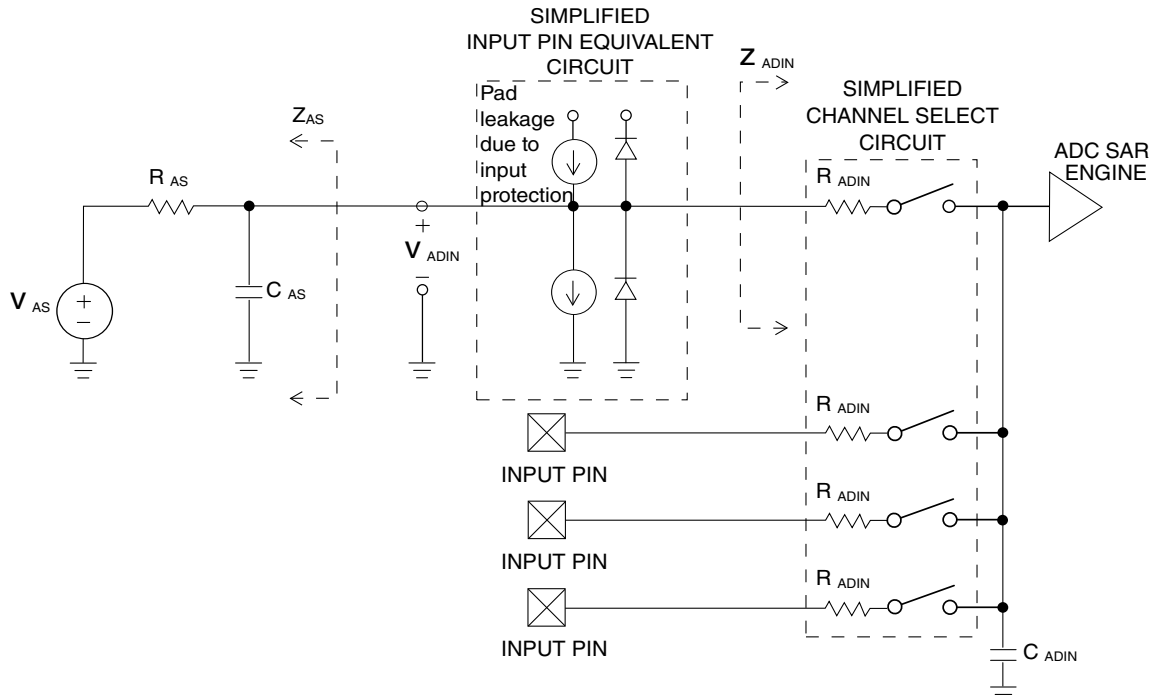 SIMPLIFIED
INPUT PIN EQUIVALENT
CIRCUIT
Pad
leakage
due to
input
protection
Z ADIN
SIMPLIFIED
CHANNEL SELECT
CIRCUIT
ADC SAR
ENGINE
Z AS
R AS
R ADIN
+
V ADIN
–
C AS
V AS
+
–
R ADIN
INPUT PIN
R ADIN
INPUT PIN
R ADIN
INPUT PIN
C ADIN